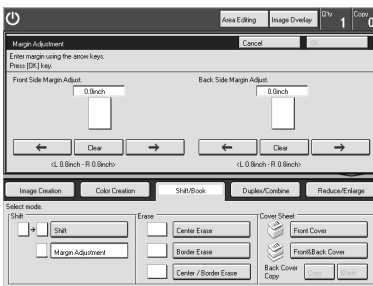 Area Editing
Image Overlay
Q'ty
1
Copy
0
Margin Adjustment
Cancel
OK
Enter margin using the arrow keys.
Press [OK] key.
Front Side Margin Adjust.
Back Side Margin Adjust.
0.0inch
0.0inch
Clear
Clear
<L 0.8inch - R 0.8inch>
<L 0.8inch - R 0.8inch>
Image Creation
Color Creation
Shift/Book
Duplex/Combine
Reduce/Enlarge
Select mode.
Shift
Erase
Cover Sheet
Shift
Center Erase
Front Cover
Margin Adjustment
Border Erase
Front&Back Cover
Center / Border Erase
Back Cover
Copy
Copy
Blank